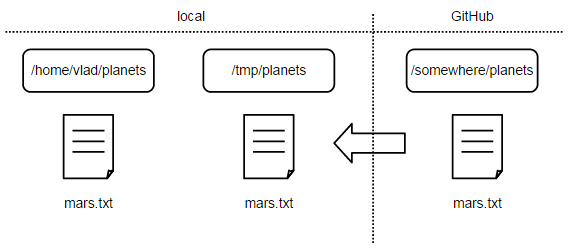 local
GitHub
/home/vlad/planets
/tmp/planets
/somewhere/planets
mars.txt
mars.txt
mars.txt